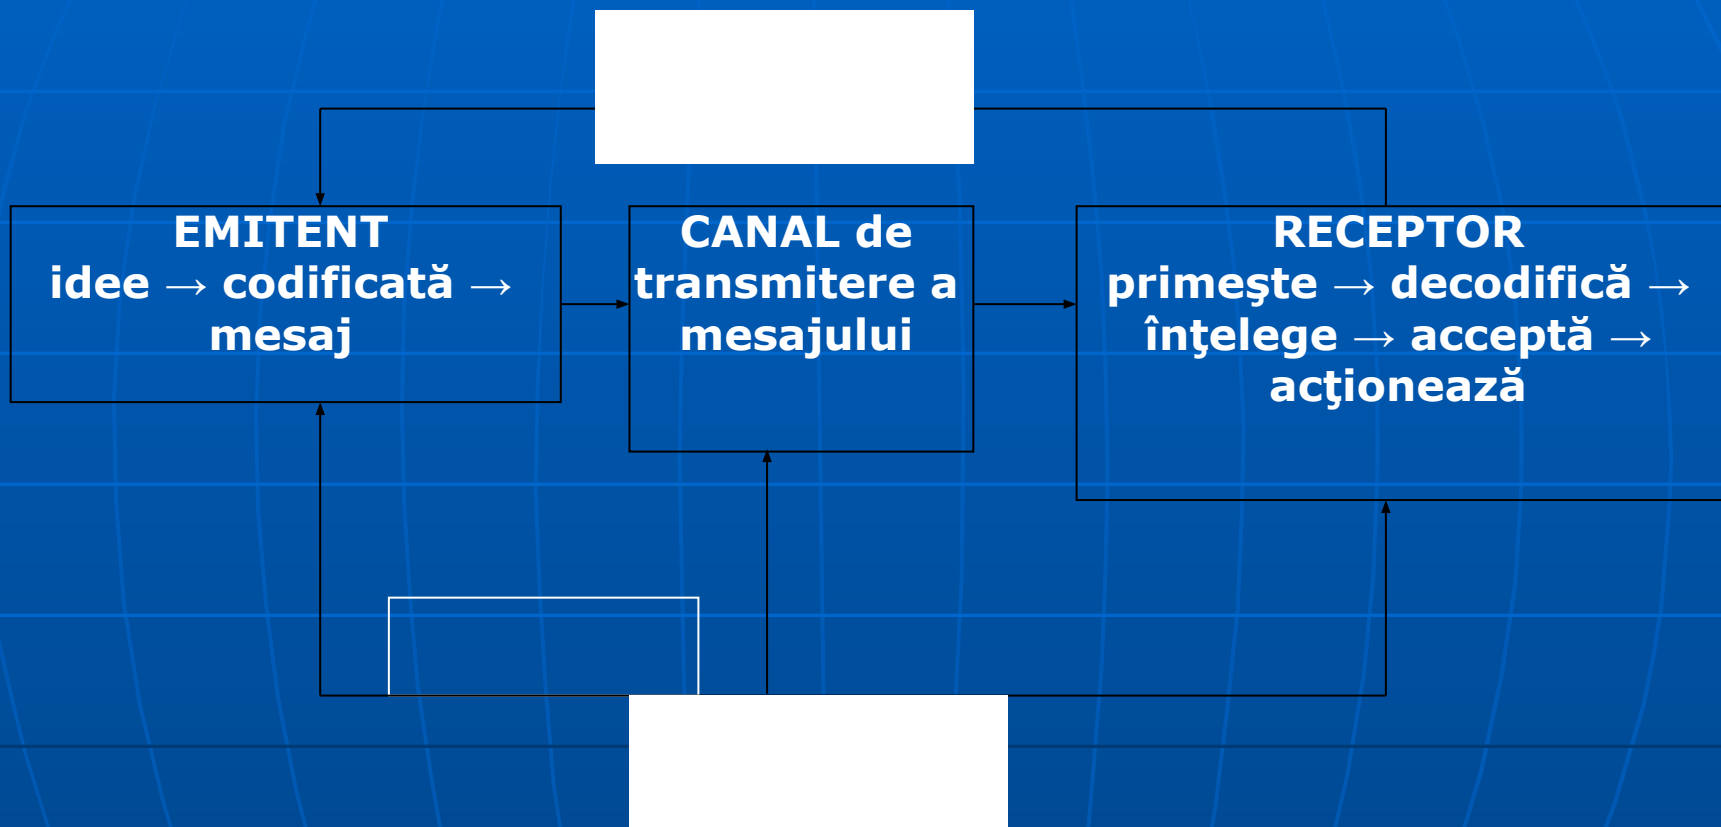 EMITENT
idee → codificată →
mesaj
CANAL de
transmitere a
mesajului
RECEPTOR
primeşte → decodifică →
înţelege → acceptă →
acţionează